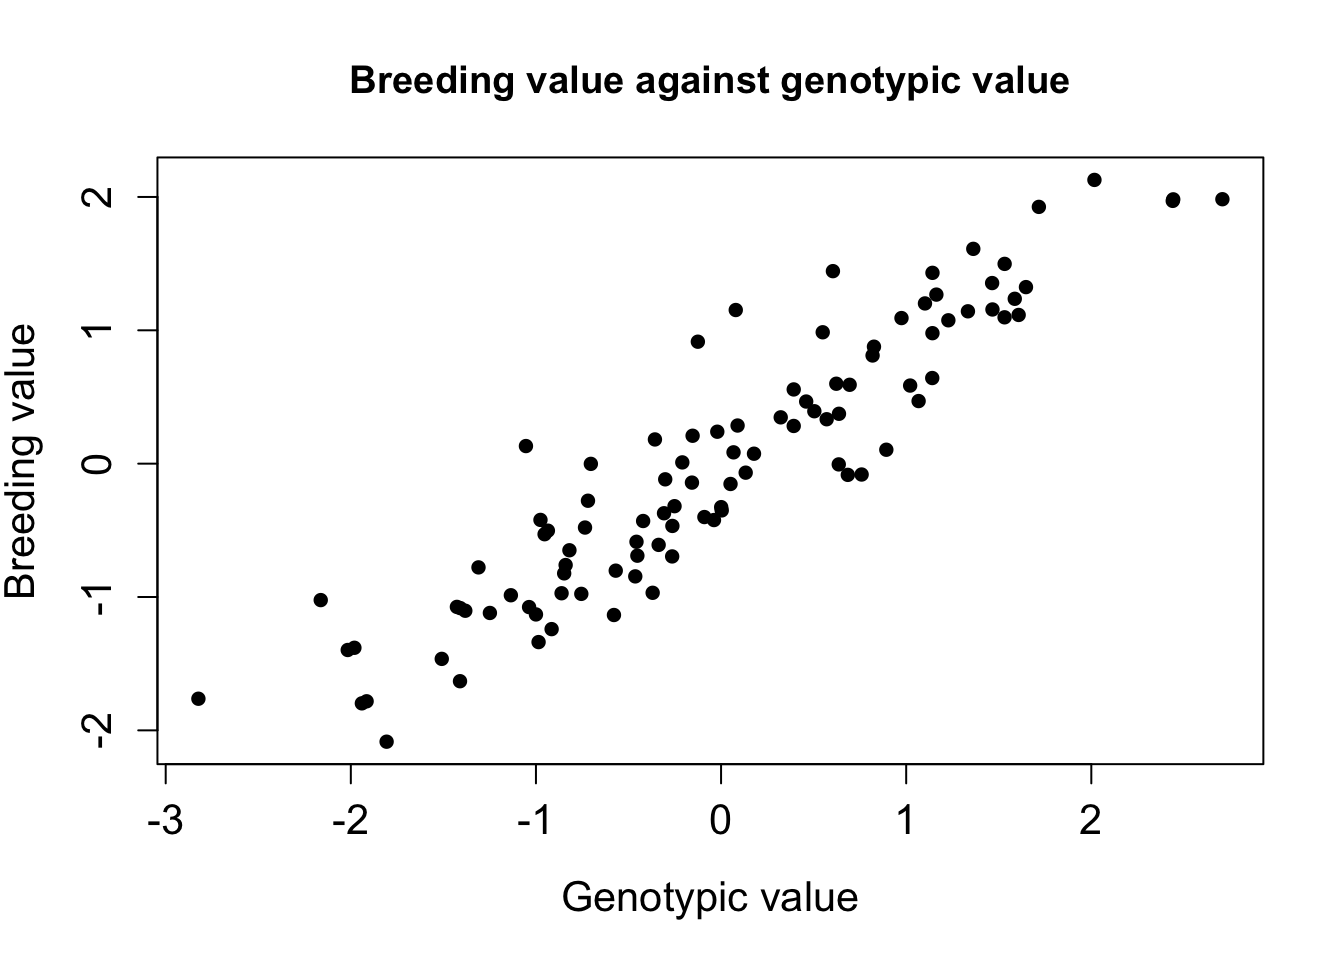 Breeding value against genotypic value
Breeding value
2
1
0
-1
-2
-3 -2 -1 0 1 2
Genotypic value